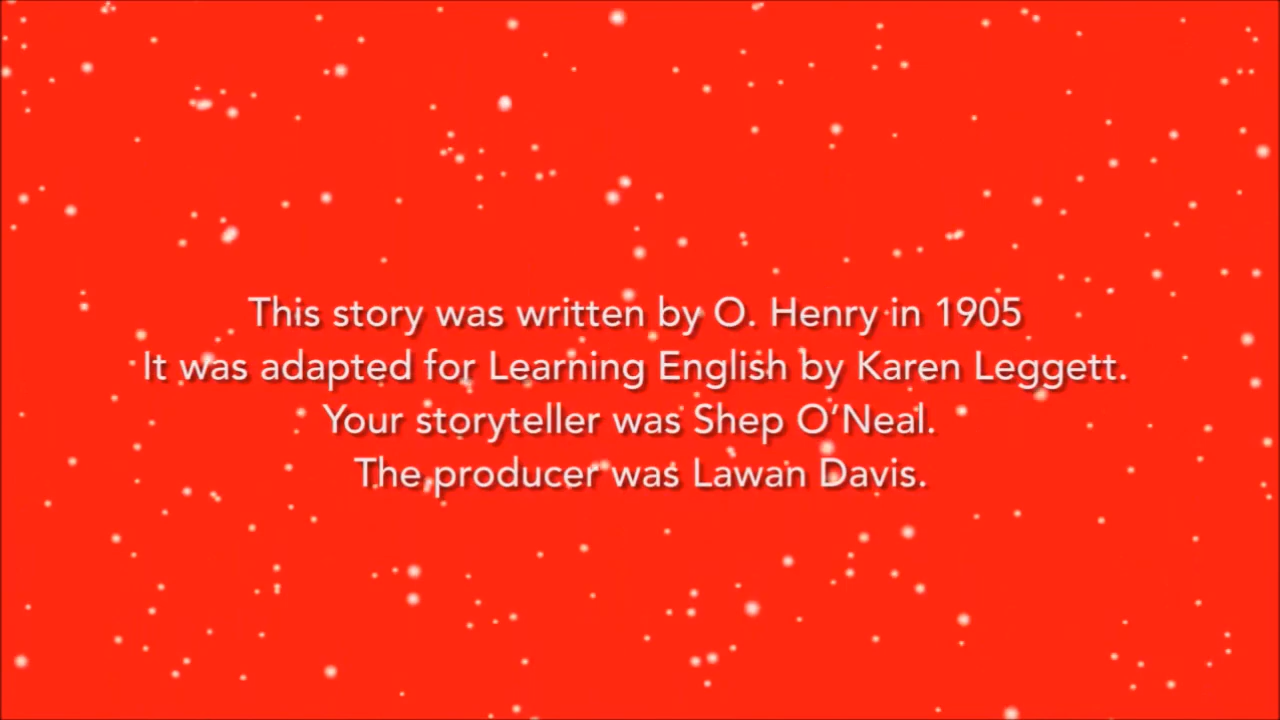 This story was written by O. Henry in 1905
It was adapted for Learning English by Karen Leggett.
Your storyteller was Shep O’Neal.
The producer was Lawan Davis.